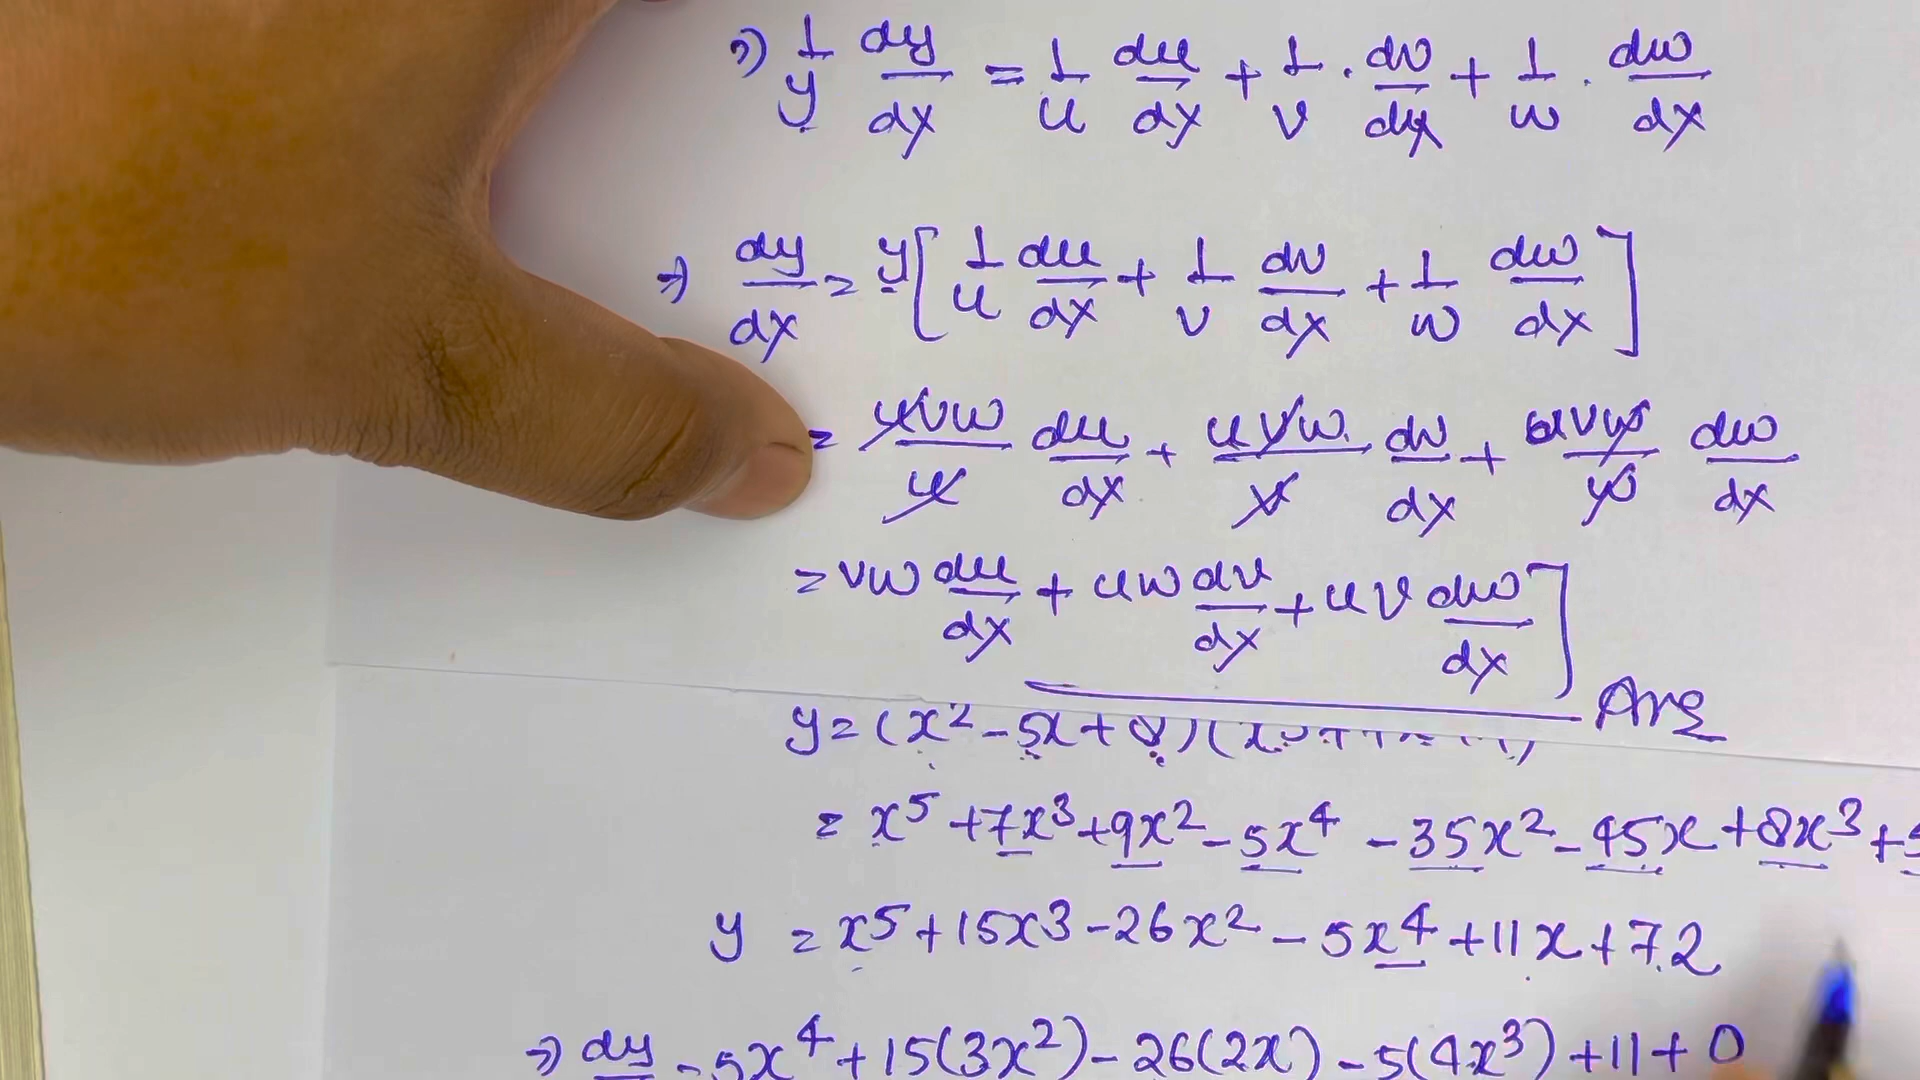 ⇒) 1/y dy/dx = 1/u du/dx + 1/v · dv/dx + 1/w · dw/dx
⇒) dy/dx = y[1/u du/dx + 1/v dv/dx + 1/w dw/dx]
= uvw/u du/dx + uvw/v dv/dx + uvw/w dw/dx
= vw du/dx + uw dv/dx + uv dw/dx] Ans
y = (x² - 5x + 8)(x
= x⁵ + 7x³ + 9x² - 5x⁴ - 35x² - 45x + 8x³ +
y = x⁵ + 15x³ - 26x² - 5x⁴ + 11x + 72
⇒) dy - 5x⁴ + 15(3x²) - 26(2x) - 5(4x³) + 11 + 0